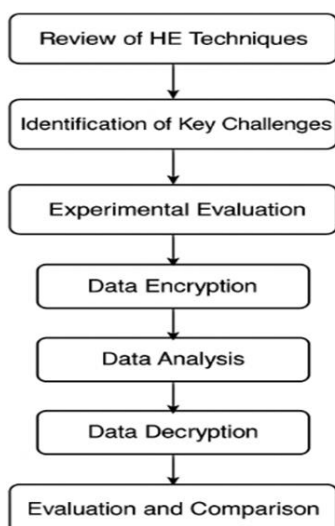 Review of HE Techniques
Identification of Key Challenges
Experimental Evaluation
Data Encryption
Data Analysis
Data Decryption
Evaluation and Comparison